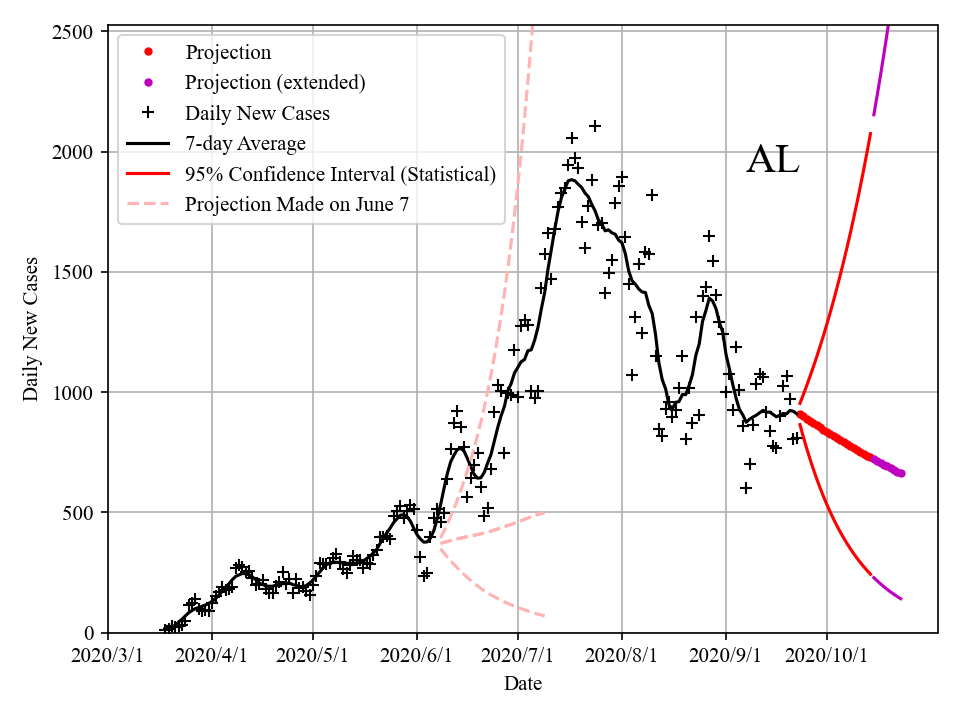 2500
2000
1500
1000
500
0
Daily New Cases
Projection
Projection (extended)
Daily New Cases
7-day Average
95% Confidence Interval (Statistical)
Projection Made on June 7
AL
2020/3/1 2020/4/1 2020/5/1 2020/6/1 2020/7/1 2020/8/1 2020/9/1 2020/10/1
Date